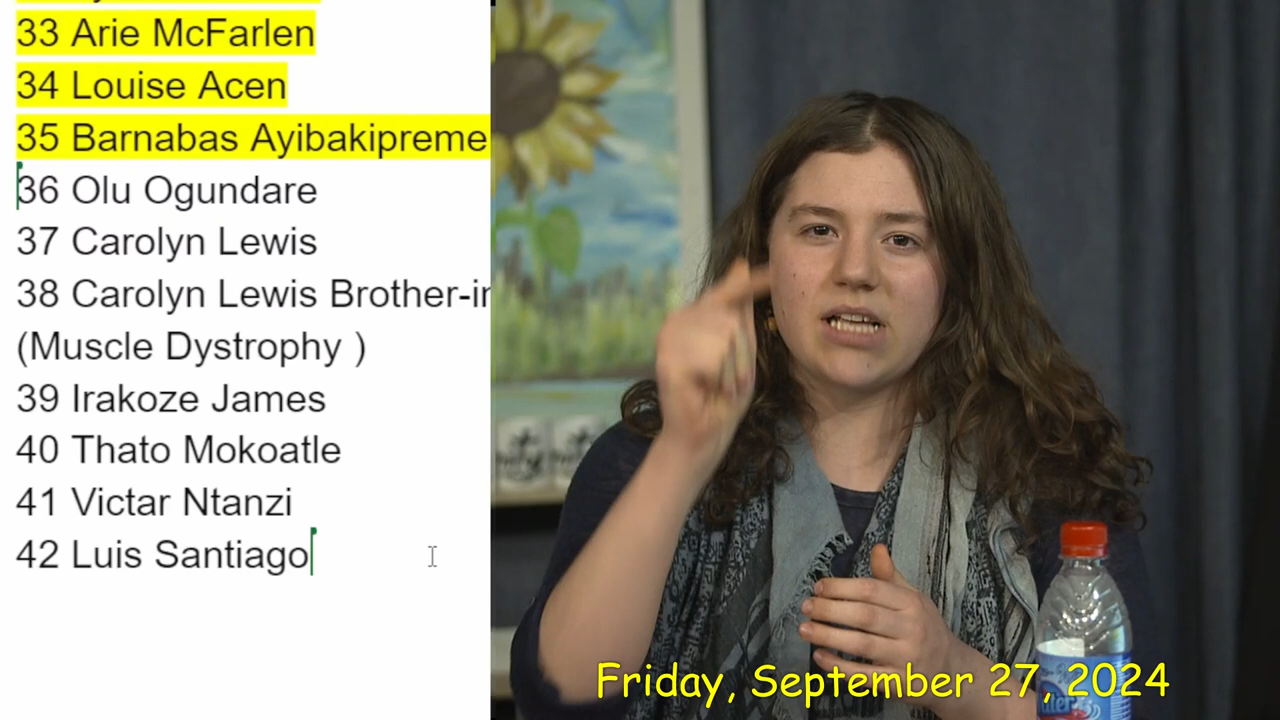 33 Arie McFarlen
34 Louise Acen
35 Barnabas Ayibakipreme
36 Olu Ogundare
37 Carolyn Lewis
38 Carolyn Lewis Brother-in
(Muscle Dystrophy )
39 Irakoze James
40 Thato Mokoatle
41 Victar Ntanzi
42 Luis Santiago
Friday, September 27, 2024